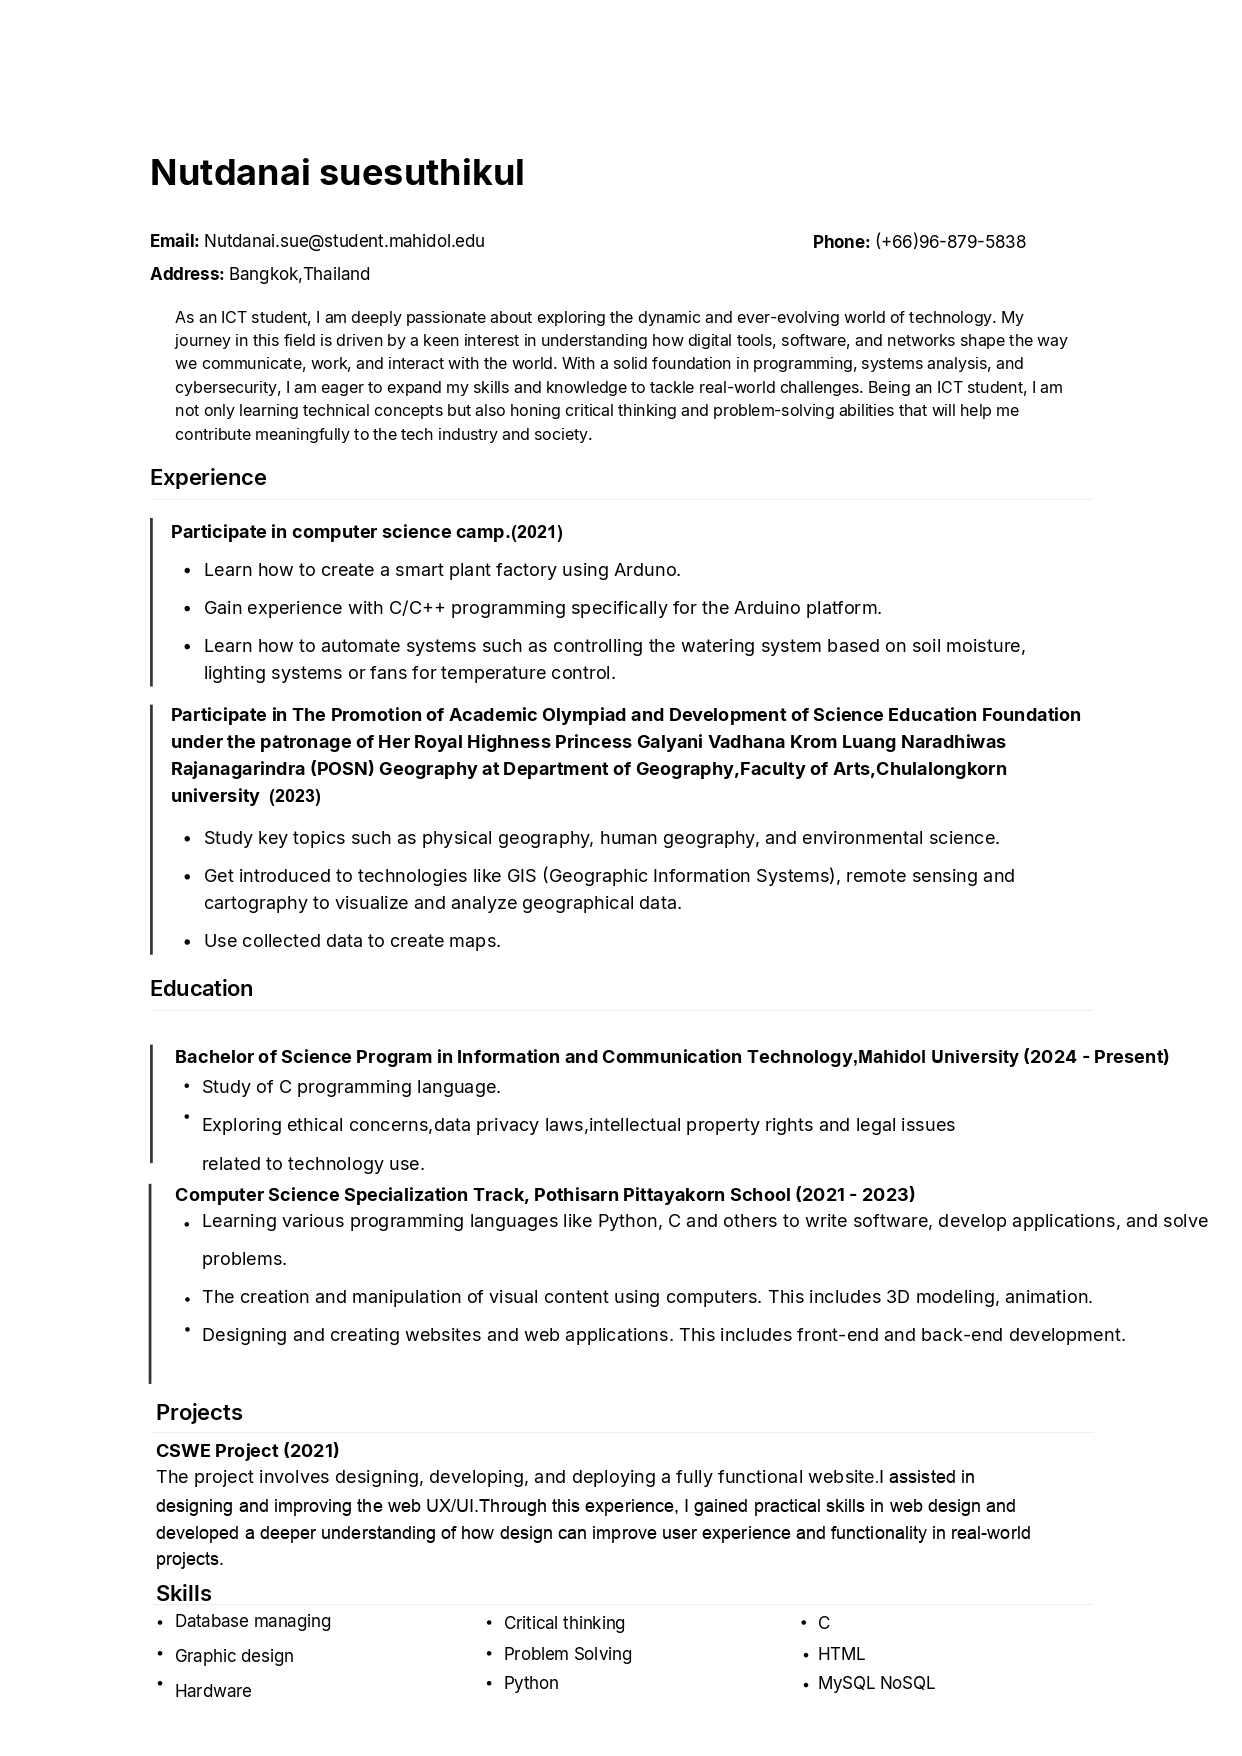 Nutdanai suesuthikul
Email: Nutdanai.sue@student.mahidol.edu
Phone: (+66)96-879-5838
Address: Bangkok,Thailand
As an ICT student, I am deeply passionate about exploring the dynamic and ever-evolving world of technology. My
journey in this field is driven by a keen interest in understanding how digital tools, software, and networks shape the way
we communicate, work, and interact with the world. With a solid foundation in programming, systems analysis, and
cybersecurity, I am eager to expand my skills and knowledge to tackle real-world challenges. Being an ICT student, I am
not only learning technical concepts but also honing critical thinking and problem-solving abilities that will help me
contribute meaningfully to the tech industry and society.
Experience
Participate in computer science camp.(2021)
• Learn how to create a smart plant factory using Arduno.
• Gain experience with C/C++ programming specifically for the Arduino platform.
• Learn how to automate systems such as controlling the watering system based on soil moisture,
lighting systems or fans for temperature control.
Participate in The Promotion of Academic Olympiad and Development of Science Education Foundation
under the patronage of Her Royal Highness Princess Galyani Vadhana Krom Luang Naradhiwas
Rajanagarindra (POSN) Geography at Department of Geography,Faculty of Arts,Chulalongkorn
university (2023)
• Study key topics such as physical geography, human geography, and environmental science.
• Get introduced to technologies like GIS (Geographic Information Systems), remote sensing and
cartography to visualize and analyze geographical data.
• Use collected data to create maps.
Education
Bachelor of Science Program in Information and Communication Technology,Mahidol University (2024 - Present)
• Study of C programming language.
• Exploring ethical concerns,data privacy laws,intellectual property rights and legal issues
related to technology use.
Computer Science Specialization Track, Pothisarn Pittayakorn School (2021 - 2023)
• Learning various programming languages like Python, C and others to write software, develop applications, and solve
problems.
• The creation and manipulation of visual content using computers. This includes 3D modeling, animation.
• Designing and creating websites and web applications. This includes front-end and back-end development.
Projects
CSWE Project (2021)
The project involves designing, developing, and deploying a fully functional website.I assisted in
designing and improving the web UX/UI.Through this experience, I gained practical skills in web design and
developed a deeper understanding of how design can improve user experience and functionality in real-world
projects.
Skills
• Database managing
• Graphic design
• Hardware
• Critical thinking
• Problem Solving
• Python
• C
• HTML
• MySQL NoSQL